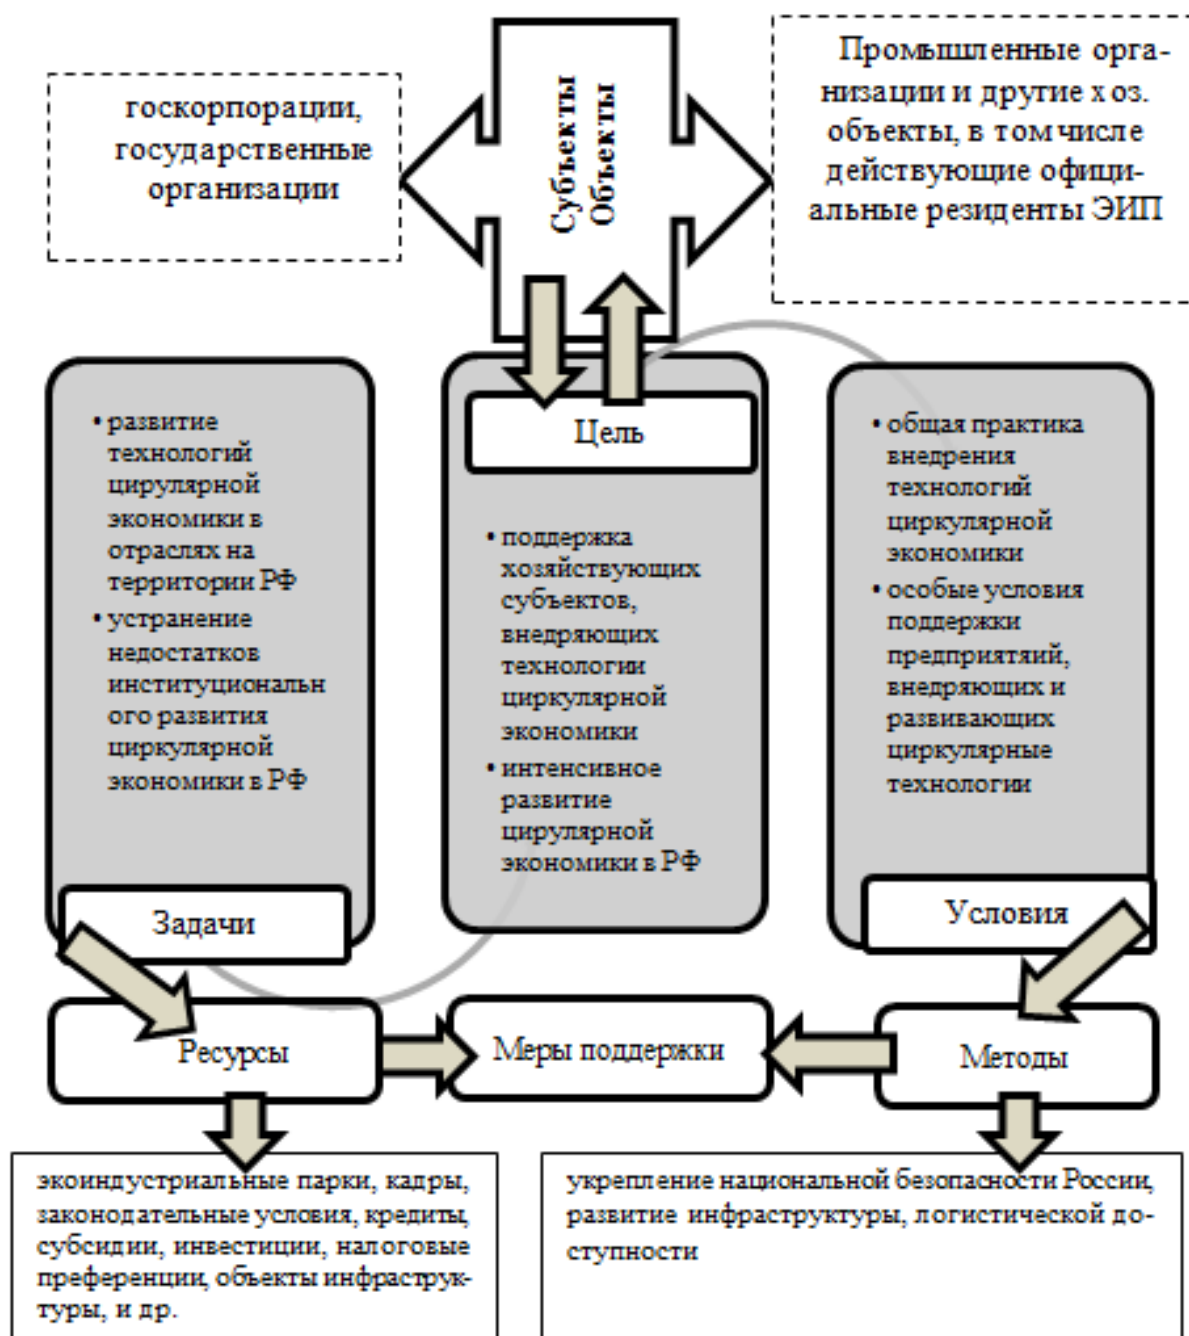 госкорпорации,
государственные
организации
Субъекты
Объекты
Промышленные орга-
низации и другие хоз.
объекты, в том числе
действующие офици-
альные резиденты ЭИП
• развитие
технологий
цирулярной
экономики в
отраслях на
территории РФ
• устранение
недостатков
институциональн
ого развития
циркулярной
экономики в РФ
Задачи
Цель
• поддержка
хозяйствующих
субъектов,
внедряющих
технологии
циркулярной
экономики
• интенсивное
развитие
цирулярной
экономики в РФ
• общая практика
внедрения
технологий
циркулярной
экономики
• особые условия
поддержки
предприятяий,
внедряющих и
развивающих
циркулярные
технологии
Условия
Ресурсы
Меры поддержки
Методы
экоиндустриальные парки, кадры,
законодательные условия, кредиты,
субсидии, инвестиции, налоговые
преференции, объекты инфраструк-
туры, и др.
укрепление национальной безопасности России,
развитие инфраструктуры, логистической до-
ступности